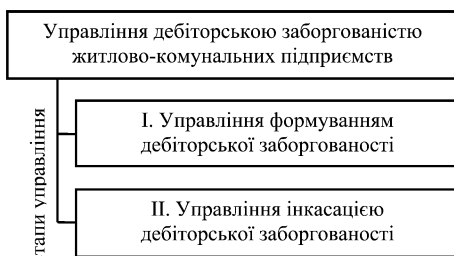 Управління дебіторською заборгованістю
житлово-комунальних підприємств
І. Управління формуванням
дебіторської заборгованості
ІІ. Управління інкасацією
дебіторської заборгованості
тапи управління